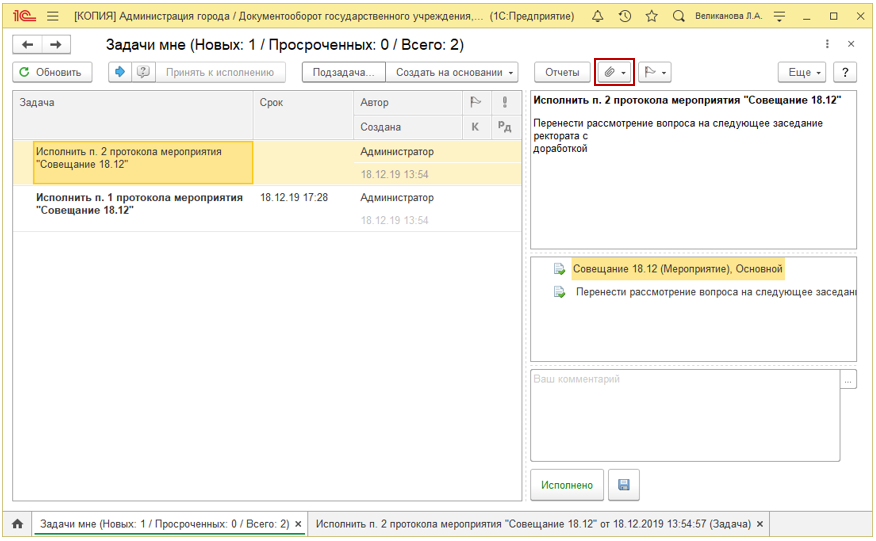 1С [КОПИЯ] Администрация города / Документооборот государственного учреждения,... (1С:Предприятие) Великанова Л.А.
Задачи мне (Новых: 1 / Просроченных: 0 / Всего: 2)
Обновить Принять к исполнению Подзадача... Создать на основании Отчеты Еще ?
Задача Срок Автор
Создана К Рд
Исполнить п. 2 протокола мероприятия
"Совещание 18.12"
Администратор
18.12.19 13:54
Исполнить п. 1 протокола мероприятия
"Совещание 18.12"
18.12.19 17:28
Администратор
18.12.19 13:54
Исполнить п. 2 протокола мероприятия "Совещание 18.12"
Перенести рассмотрение вопроса на следующее заседание
ректората с
доработкой
Совещание 18.12 (Мероприятие), Основной
Перенести рассмотрение вопроса на следующее заседани
Ваш комментарий
...
Исполнено
Задачи мне (Новых: 1 / Просроченных: 0 / Всего: 2) Исполнить п. 2 протокола мероприятия "Совещание 18.12" от 18.12.2019 13:54:57 (Задача)